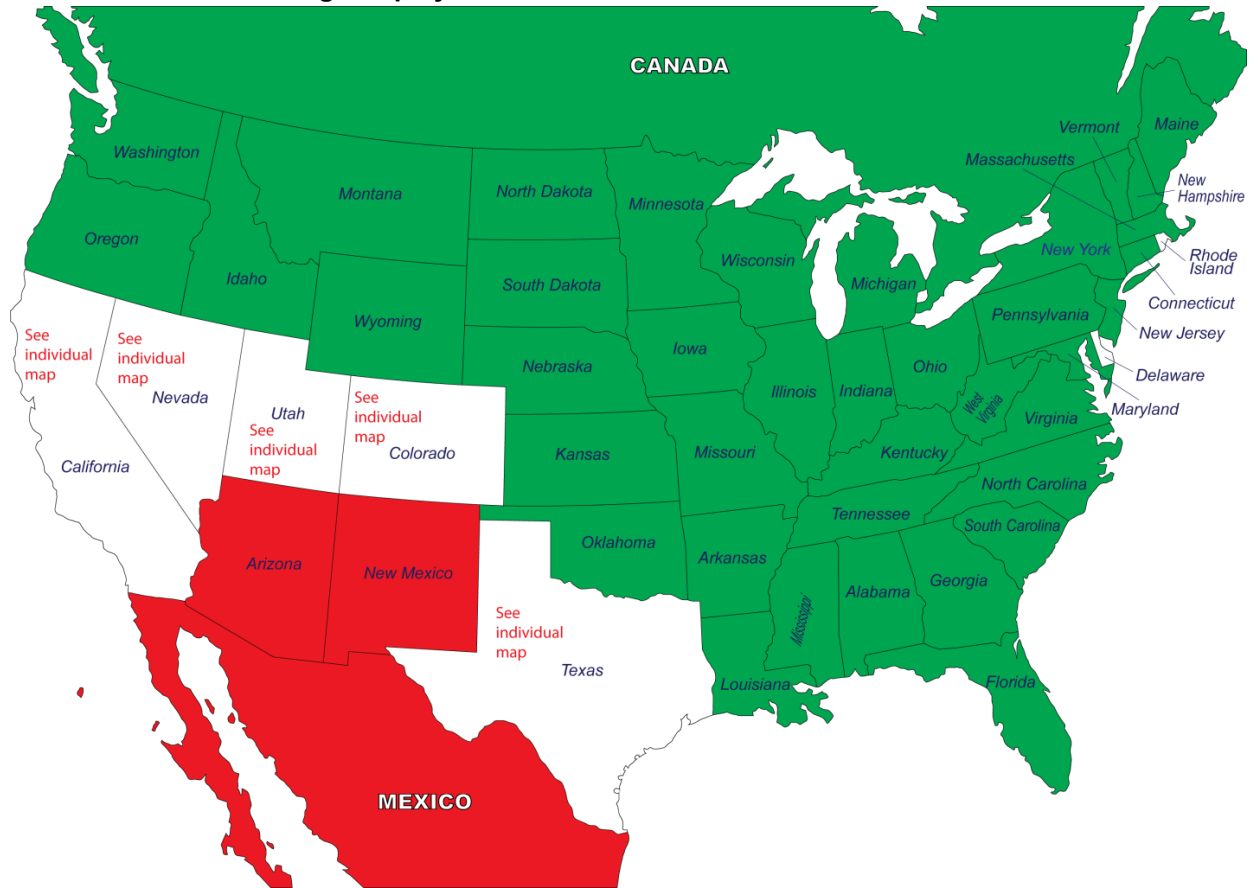 CANADA
Vermont
Maine
Washington
Massachusetts
New
Hampshire
Montana
North Dakota
Minnesota
Oregon
New York
Rhode
Island
Idaho
Wisconsin
South Dakota
Michigan
Connecticut
Wyoming
Pennsylvania
New Jersey
See
individual
map
See
individual
map
Nevada
Iowa
Nebraska
Ohio
Illinois
Indiana
Delaware
West
Virginia
Maryland
Utah
See
individual
map
See
individual
map
Colorado
Virginia
California
Kansas
Missouri
Kentucky
North Carolina
Tennessee
South Carolina
Oklahoma
Arkansas
Arizona
New Mexico
Georgia
Alabama
Mississippi
See
individual
map
Texas
Louisiana
Florida
MEXICO